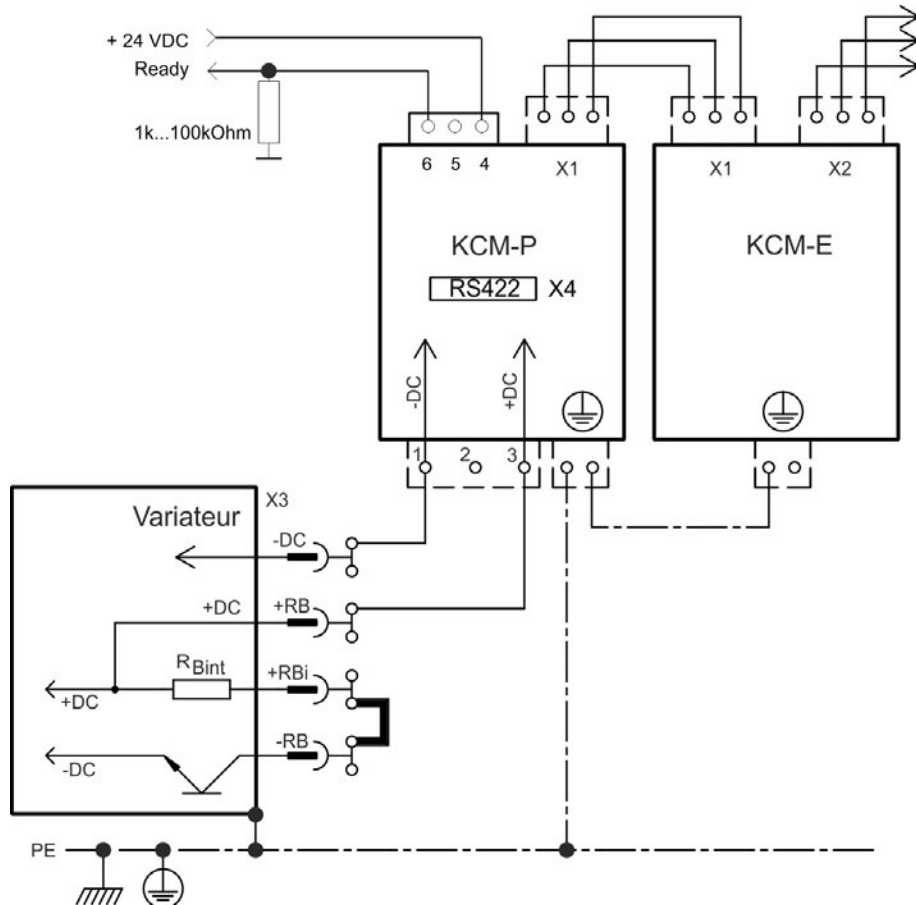 + 24 VDC
Ready
1k...100kOhm
6 5 4
X1
X1
X2
KCM-P
KCM-E
RS422 X4
-DC
+DC
1 2 3
X3
Variateur
-DC
+DC
+RB
RBint
+RBi
+DC
-RB
-DC
PE